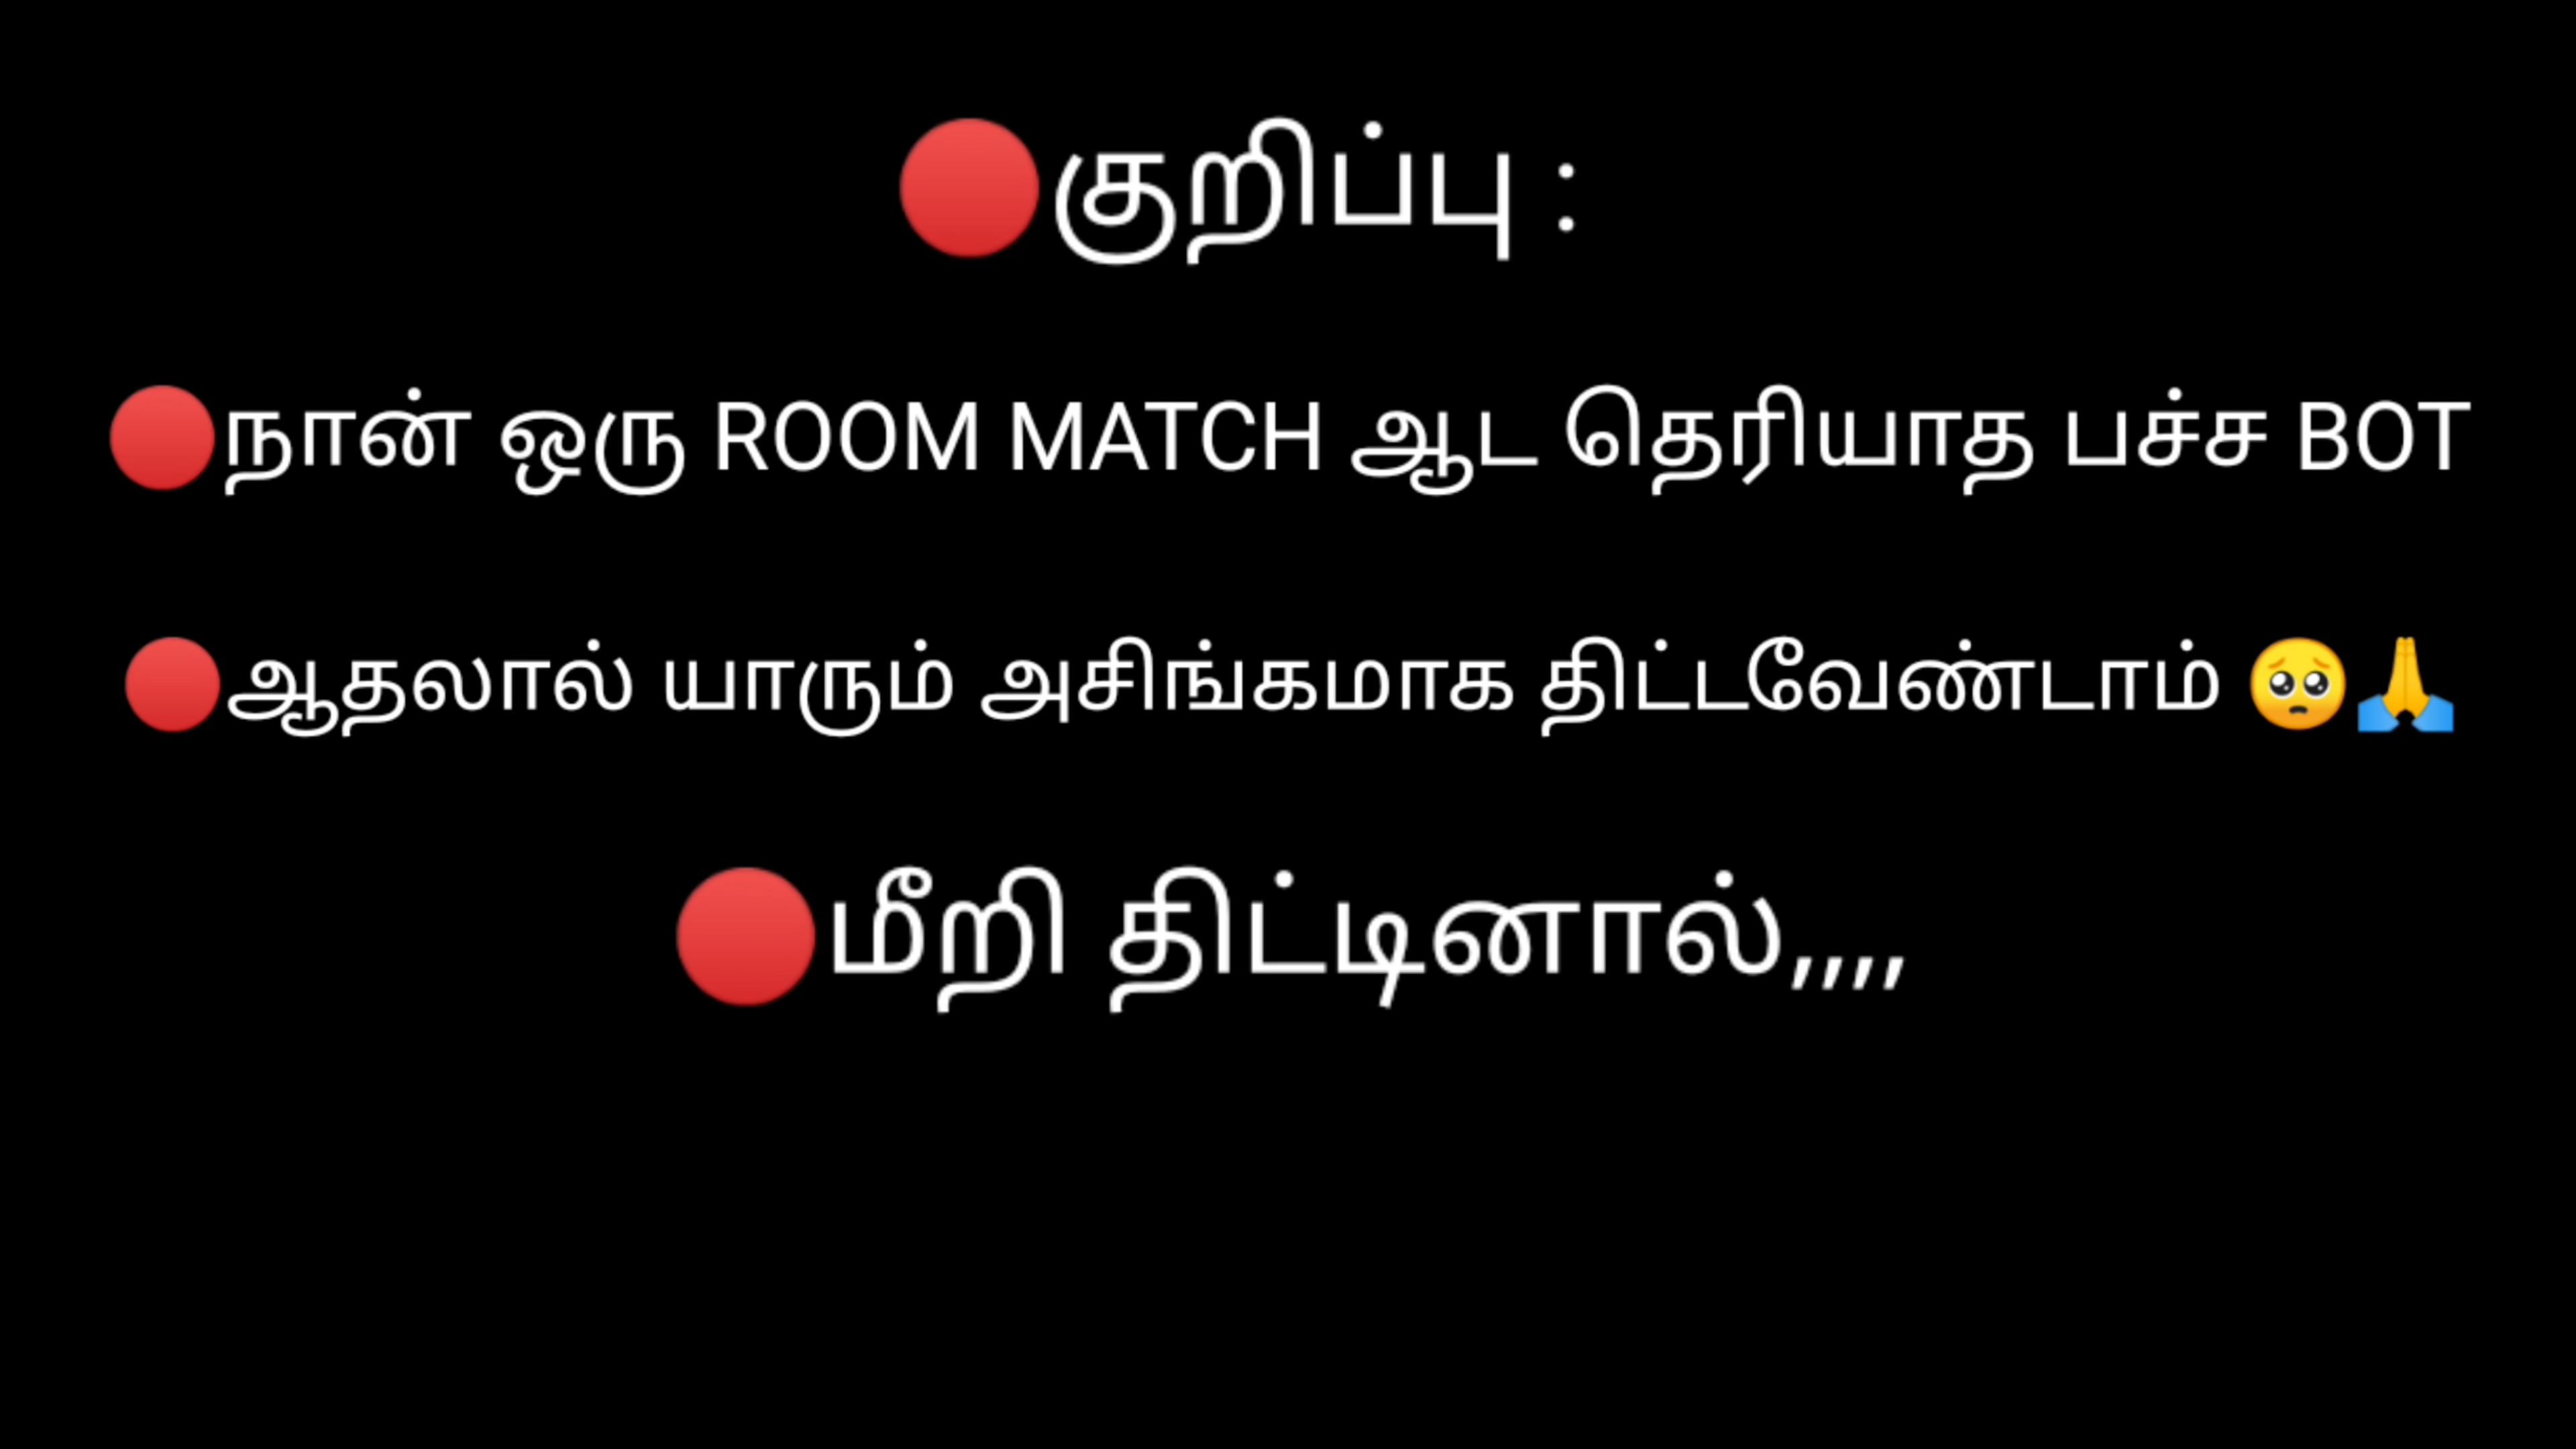 🔴குறிப்பு :
🔴நான் ஒரு ROOM MATCH ஆட தெரியாத பச்ச BOT
🔴ஆதலால் யாரும் அசிங்கமாக திட்டவேண்டாம் 🥺🙏
🔴மீறி திட்டினால்,,,,